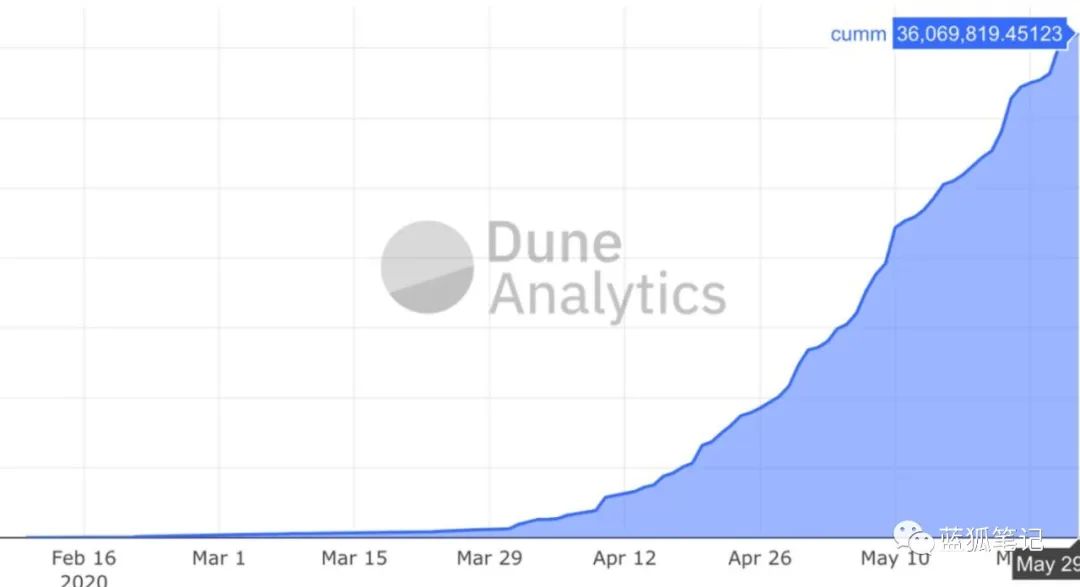 cumm 36,069,819.45123
Dune
Analytics
Feb 16 Mar 1 Mar 15 Mar 29 Apr 12 Apr 26 May 10
2020
蓝狐笔记
May 29